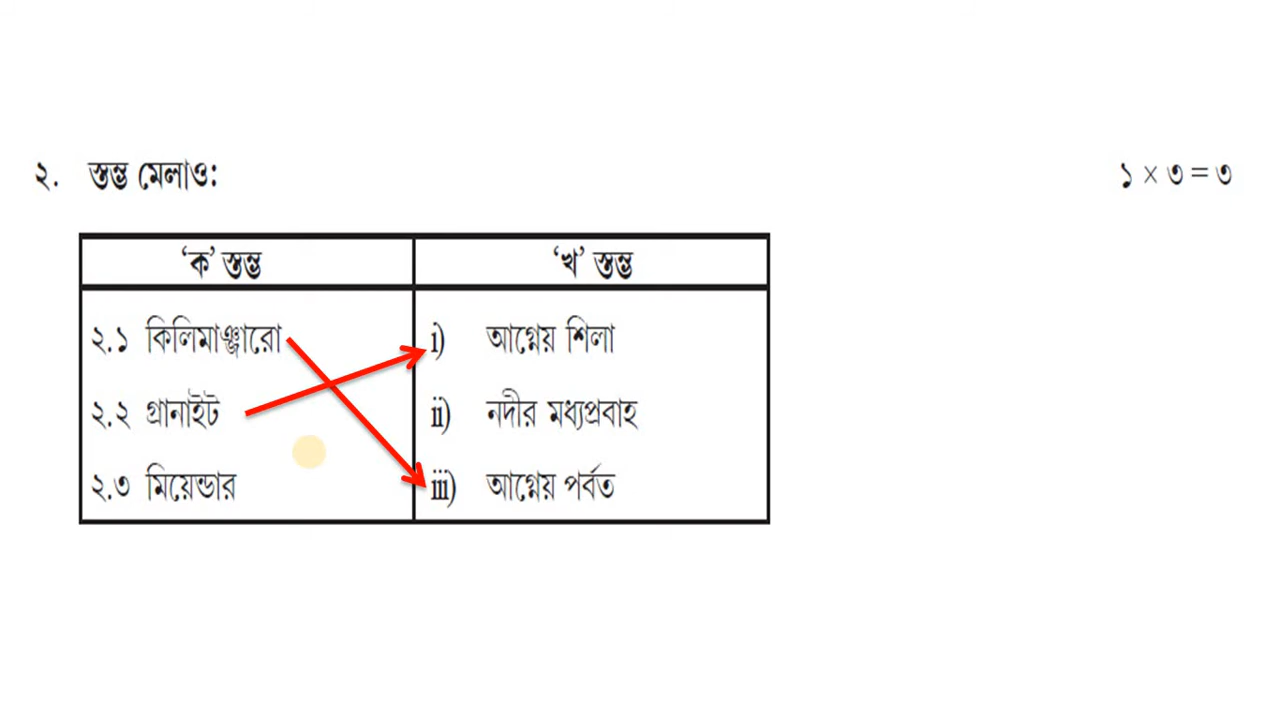 ২. স্তম্ভ মেলাও: ১ × ৩ = ৩
‘ক’ স্তম্ভ ‘খ’ স্তম্ভ
২.১ কিলিমাঞ্জারো i) আগ্নেয় শিলা
২.২ গ্রানাইট ii) নদীর মধ্যপ্রবাহ
২.৩ মিয়েন্ডার iii) আগ্নেয় পর্বত